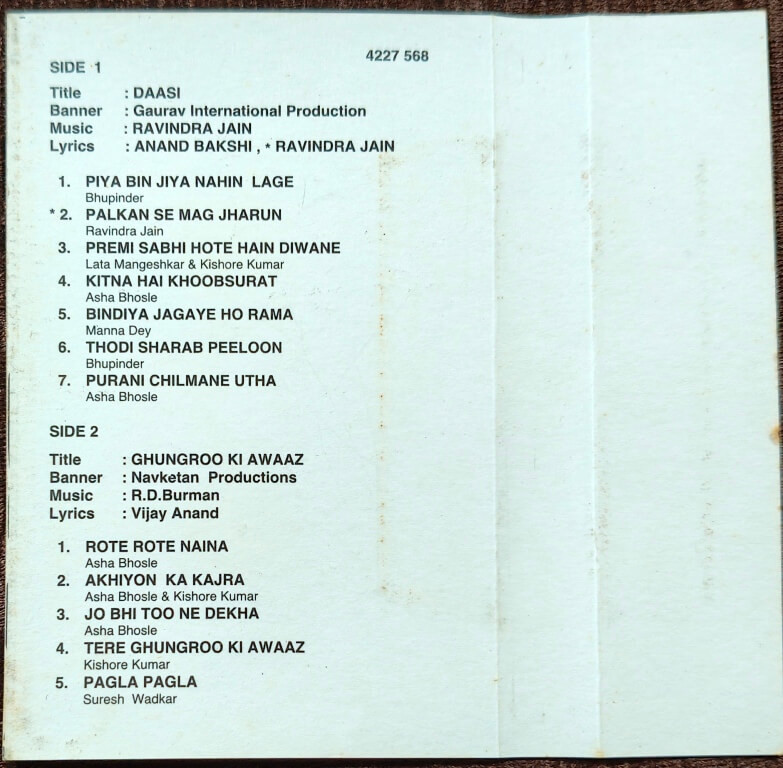 4227 568
SIDE 1
Title : DAASI
Banner : Gaurav International Production
Music : RAVINDRA JAIN
Lyrics : ANAND BAKSHI , * RAVINDRA JAIN
1. PIYA BIN JIYA NAHIN LAGE
Bhupinder
* 2. PALKAN SE MAG JHARUN
Ravindra Jain
3. PREMI SABHI HOTE HAIN DIWANE
Lata Mangeshkar & Kishore Kumar
4. KITNA HAI KHOOBSURAT
Asha Bhosle
5. BINDIYA JAGAYE HO RAMA
Manna Dey
6. THODI SHARAB PEELOON
Bhupinder
7. PURANI CHILMANE UTHA
Asha Bhosle
SIDE 2
Title : GHUNGROO KI AWAAZ
Banner : Navketan Productions
Music : R.D.Burman
Lyrics : Vijay Anand
1. ROTE ROTE NAINA
Asha Bhosle
2. AKHIYON KA KAJRA
Asha Bhosle & Kishore Kumar
3. JO BHI TOO NE DEKHA
Asha Bhosle
4. TERE GHUNGROO KI AWAAZ
Kishore Kumar
5. PAGLA PAGLA
Suresh Wadkar